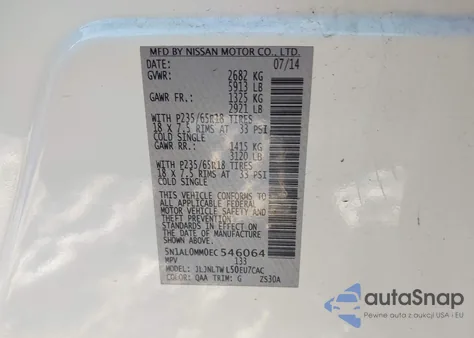 MFD BY NISSAN MOTOR CO., LTD.
DATE: 07/14
GVWR: 2682 KG
5913 LB
GAWR FR.: 1325 KG
2921 LB
WITH P235/65R18 TIRES
18 X 7.5 RIMS AT 33 PSI
COLD SINGLE
GAWR RR.: 1415 KG
3120 LB
WITH P235/65R18 TIRES
18 X 7.5 RIMS AT 33 PSI
COLD SINGLE
THIS VEHICLE CONFORMS TO
ALL APPLICABLE FEDERAL
MOTOR VEHICLE SAFETY AND
THEFT PREVENTION
STANDARDS IN EFFECT ON
THE DATE OF MANUFACTURE
SHOWN ABOVE.
5N1AL0MM0EC546064
MPV 133
MODEL: JLJNLTWL50EU7CAC
COLOR: QAA TRIM: G ZS30A
autoSnap
Pewne auta z USA i EU